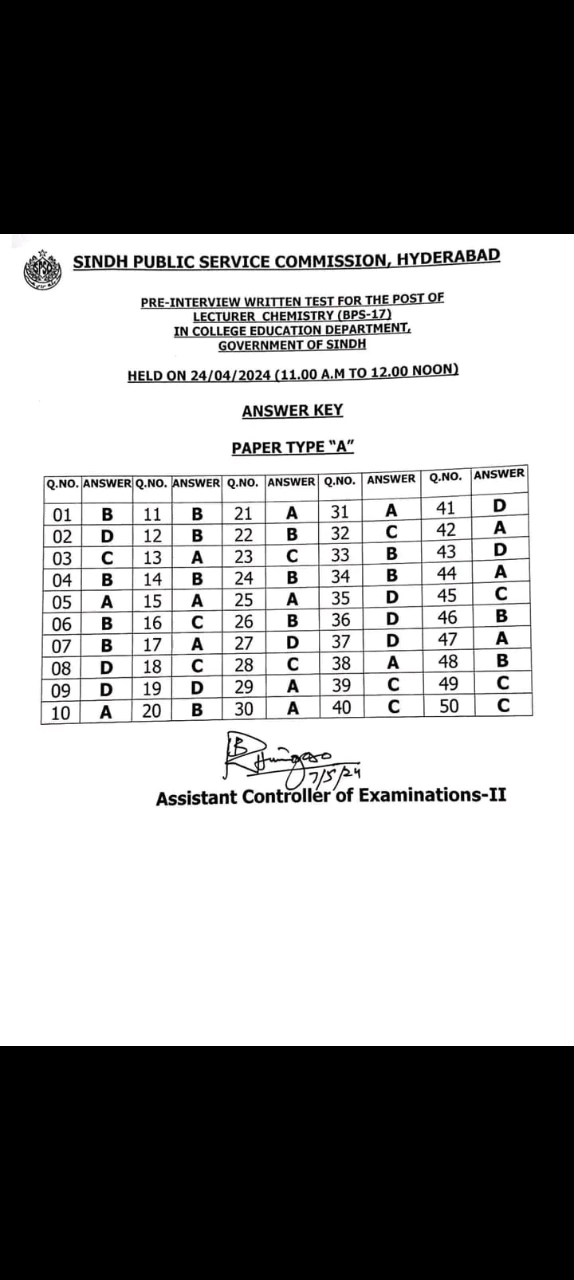 SINDH PUBLIC SERVICE COMMISSION, HYDERABAD
PRE-INTERVIEW WRITTEN TEST FOR THE POST OF
LECTURER CHEMISTRY (BPS-17)
IN COLLEGE EDUCATION DEPARTMENT,
GOVERNMENT OF SINDH
HELD ON 24/04/2024 (11.00 A.M TO 12.00 NOON)
ANSWER KEY
PAPER TYPE “A”
Q.NO. ANSWER Q.NO. ANSWER Q.NO. ANSWER Q.NO. ANSWER Q.NO. ANSWER
01 B 11 B 21 A 31 A 41 D
02 D 12 B 22 B 32 C 42 A
03 C 13 A 23 C 33 B 43 D
04 B 14 B 24 B 34 B 44 A
05 A 15 A 25 A 35 D 45 C
06 B 16 C 26 B 36 D 46 B
07 B 17 A 27 D 37 D 47 A
08 D 18 C 28 C 38 A 48 B
09 D 19 D 29 A 39 C 49 C
10 A 20 B 30 A 40 C 50 C
7/5/24
Assistant Controller of Examinations-II